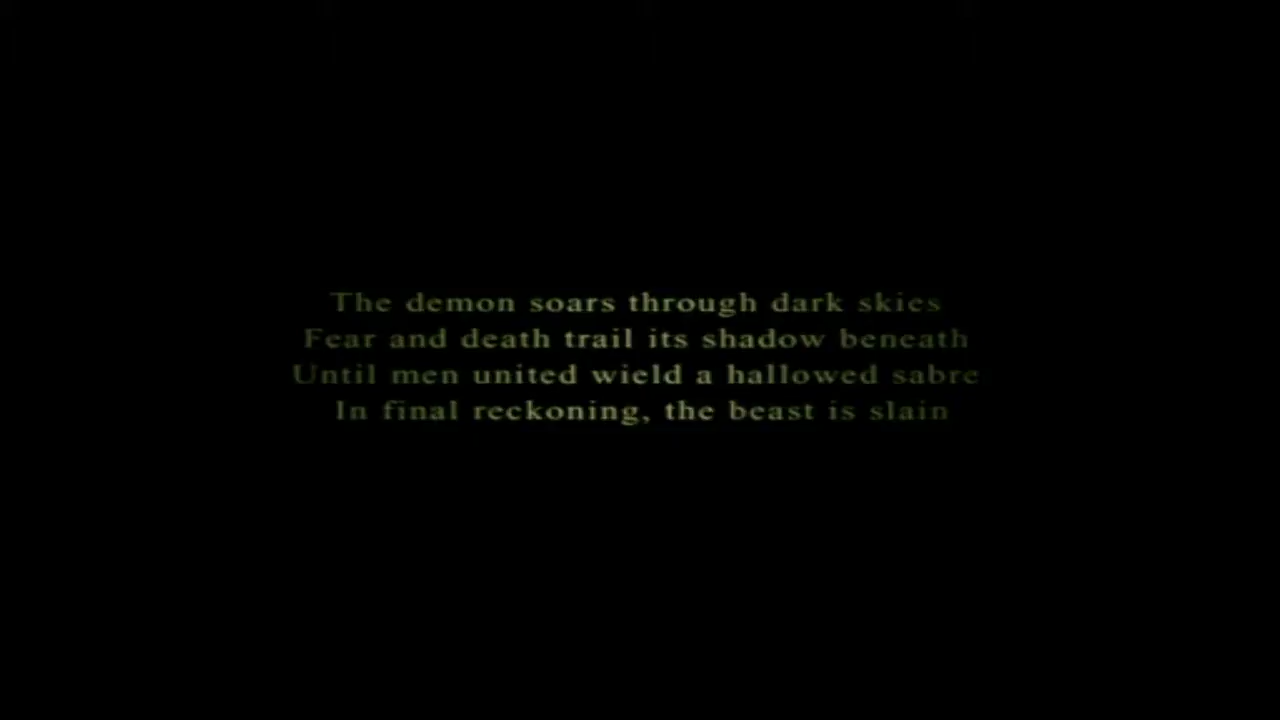 The demon soars through dark skies
Fear and death trail its shadow beneath
Until men united wield a hallowed sabre
In final reckoning, the beast is slain